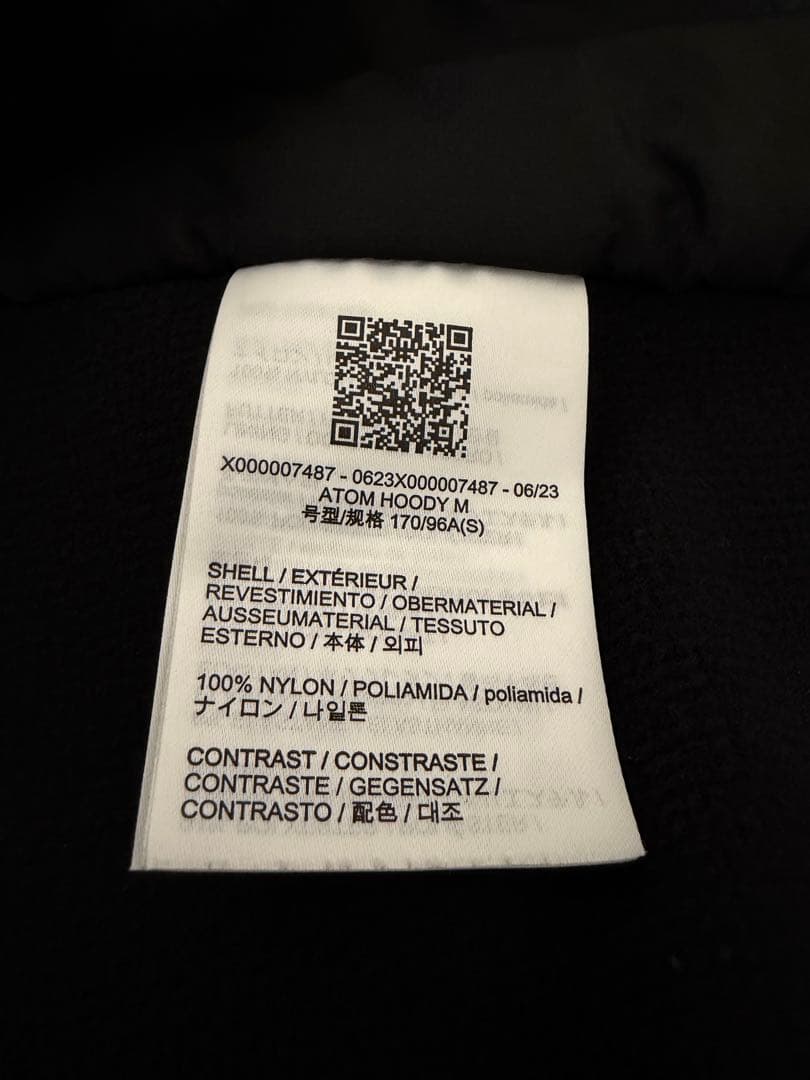 X000007487 - 0623X000007487 - 06/23
ATOM HOODY M
号型/规格 170/96A(S)
SHELL / EXTÉRIEUR /
REVESTIMIENTO / OBERMATERIAL /
AUSSEUMATERIAL / TESSUTO
ESTERNO / 本体 / 외피
100% NYLON / POLIAMIDA / poliamida /
ナイロン / 나일론
CONTRAST / CONSTRASTE /
CONTRASTE / GEGENSATZ /
CONTRASTO / 配色 / 대조